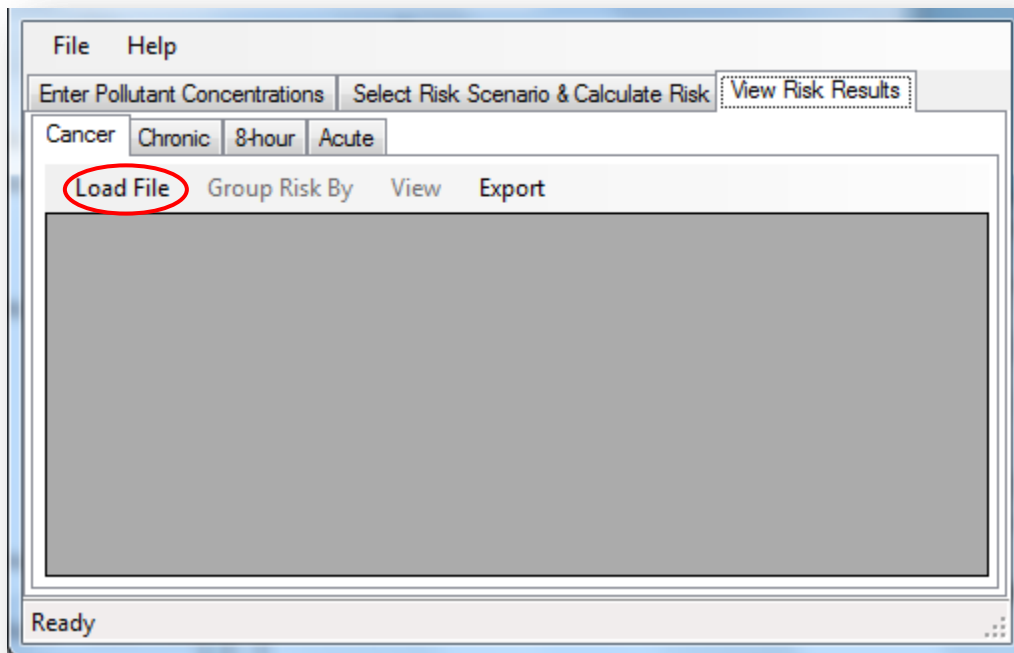 File Help
Enter Pollutant Concentrations Select Risk Scenario & Calculate Risk View Risk Results
Cancer Chronic 8-hour Acute
Load File Group Risk By View Export
Ready